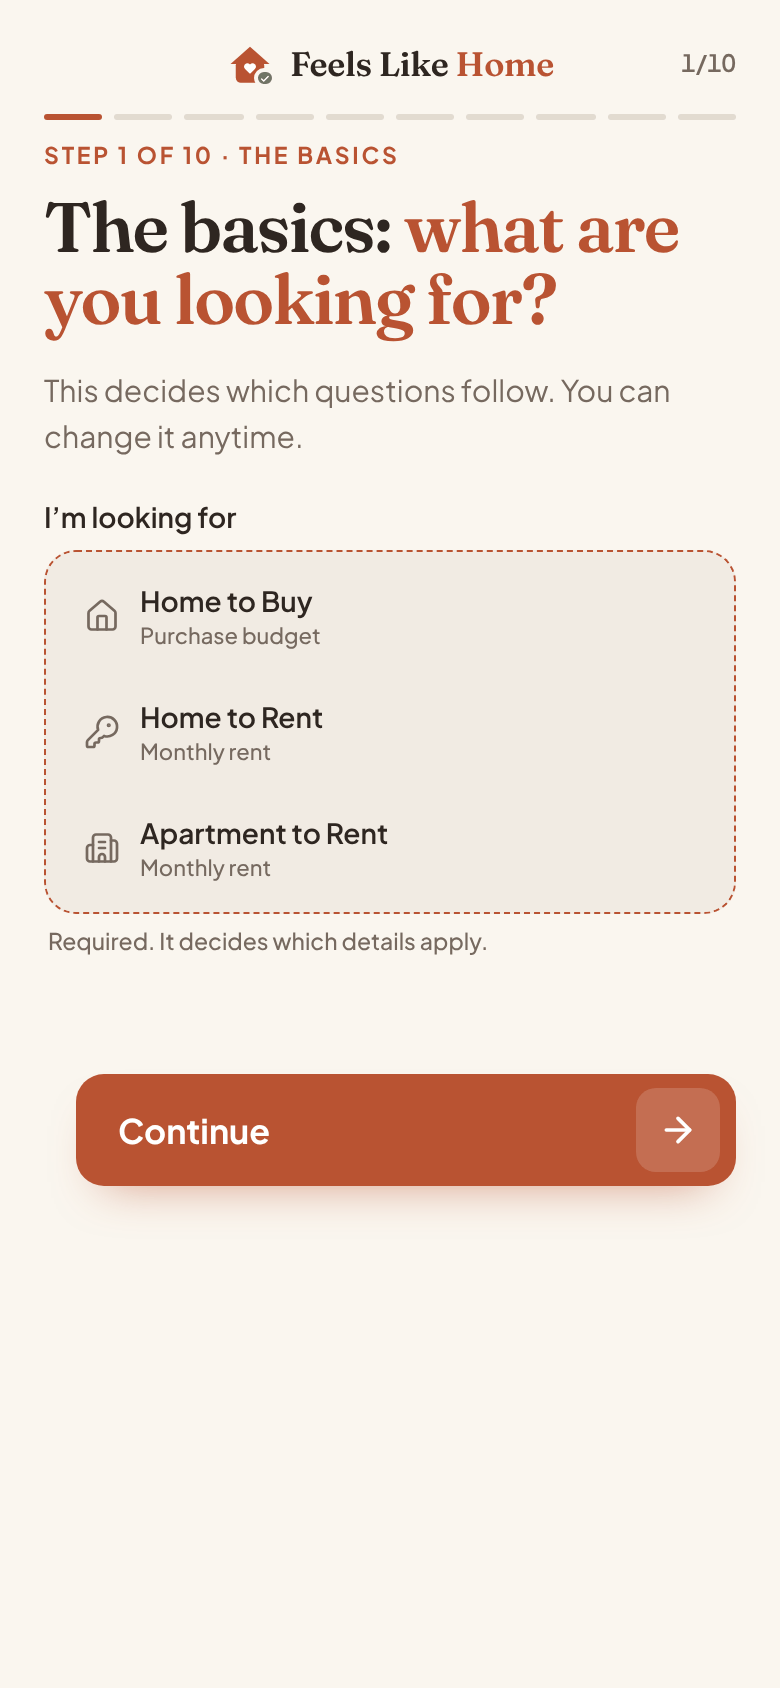 Feels Like Home
1/10
STEP 1 OF 10 · THE BASICS
The basics: what are
you looking for?
This decides which questions follow. You can
change it anytime.
I’m looking for
Home to Buy
Purchase budget
Home to Rent
Monthly rent
Apartment to Rent
Monthly rent
Required. It decides which details apply.
Continue